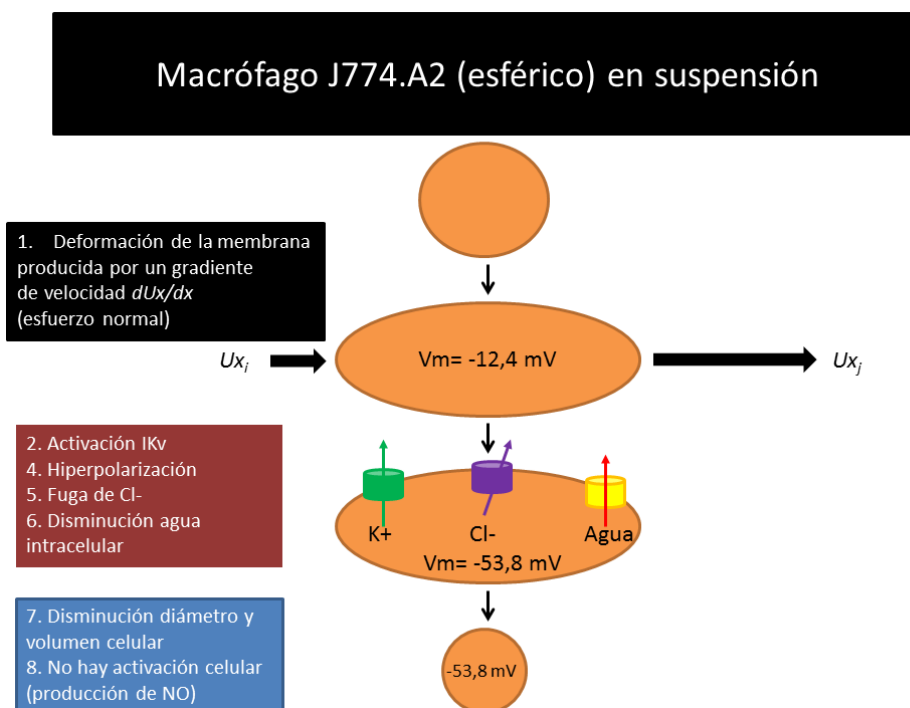 Macrófago J774.A2 (esférico) en suspensión
1. Deformación de la membrana
producida por un gradiente
de velocidad dUx/dx
(esfuerzo normal)
Uxi
Vm= -12,4 mV
Uxj
2. Activación IKv
4. Hiperpolarización
5. Fuga de Cl-
6. Disminución agua
intracelular
K+
Cl-
Agua
Vm= -53,8 mV
7. Disminución diámetro y
volumen celular
8. No hay activación celular
(producción de NO)
-53,8 mV